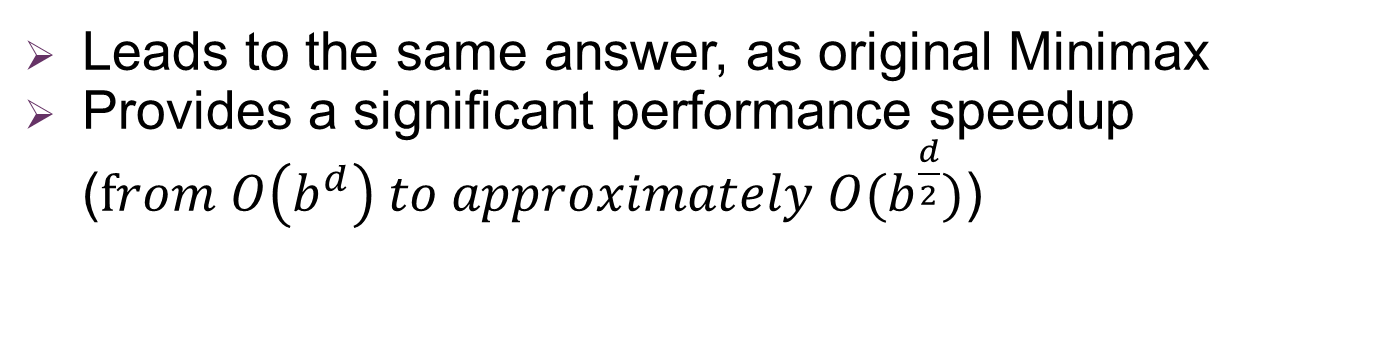 ➢ Leads to the same answer, as original Minimax
➢ Provides a significant performance speedup
(from O(b^d) to approximately O(b^{d/2}))